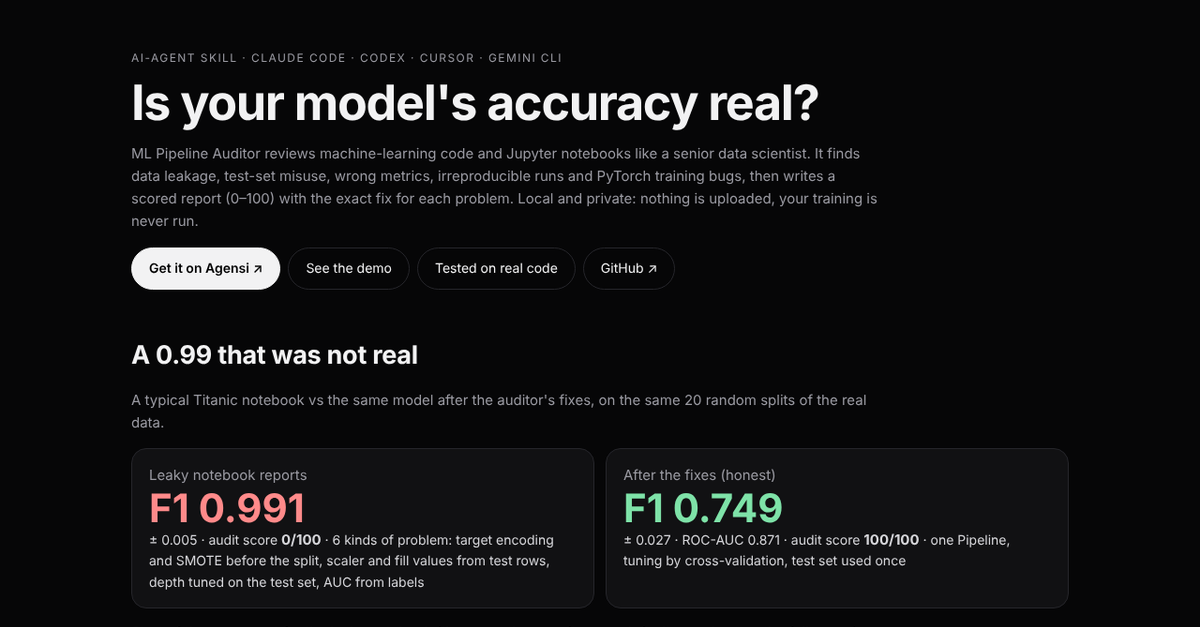 AI-AGENT SKILL · CLAUDE CODE · CODEX · CURSOR · GEMINI CLI
Is your model's accuracy real?
ML Pipeline Auditor reviews machine-learning code and Jupyter notebooks like a senior data scientist. It finds
data leakage, test-set misuse, wrong metrics, irreproducible runs and PyTorch training bugs, then writes a
scored report (0–100) with the exact fix for each problem. Local and private: nothing is uploaded, your training is
never run.
Get it on Agensi ↗
See the demo
Tested on real code
GitHub ↗
A 0.99 that was not real
A typical Titanic notebook vs the same model after the auditor's fixes, on the same 20 random splits of the real
data.
Leaky notebook reports
F1 0.991
± 0.005 · audit score 0/100 · 6 kinds of problem: target encoding
and SMOTE before the split, scaler and fill values from test rows,
depth tuned on the test set, AUC from labels
After the fixes (honest)
F1 0.749
± 0.027 · ROC-AUC 0.871 · audit score 100/100 · one Pipeline,
tuning by cross-validation, test set used once